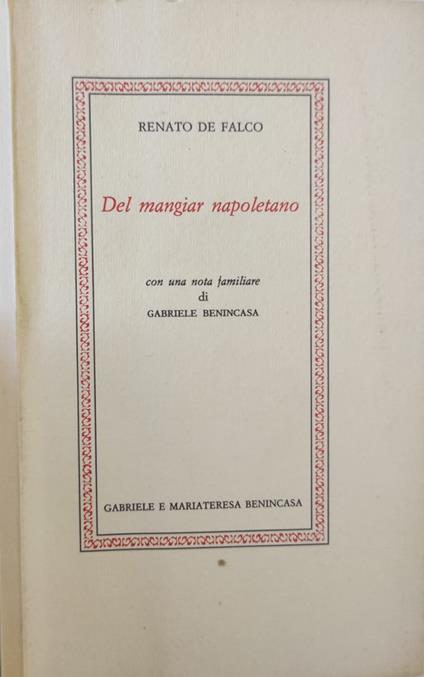 RENATO DE FALCO
Del mangiar napoletano
con una nota familiare
di
GABRIELE BENINCASA
GABRIELE E MARIATERESA BENINCASA